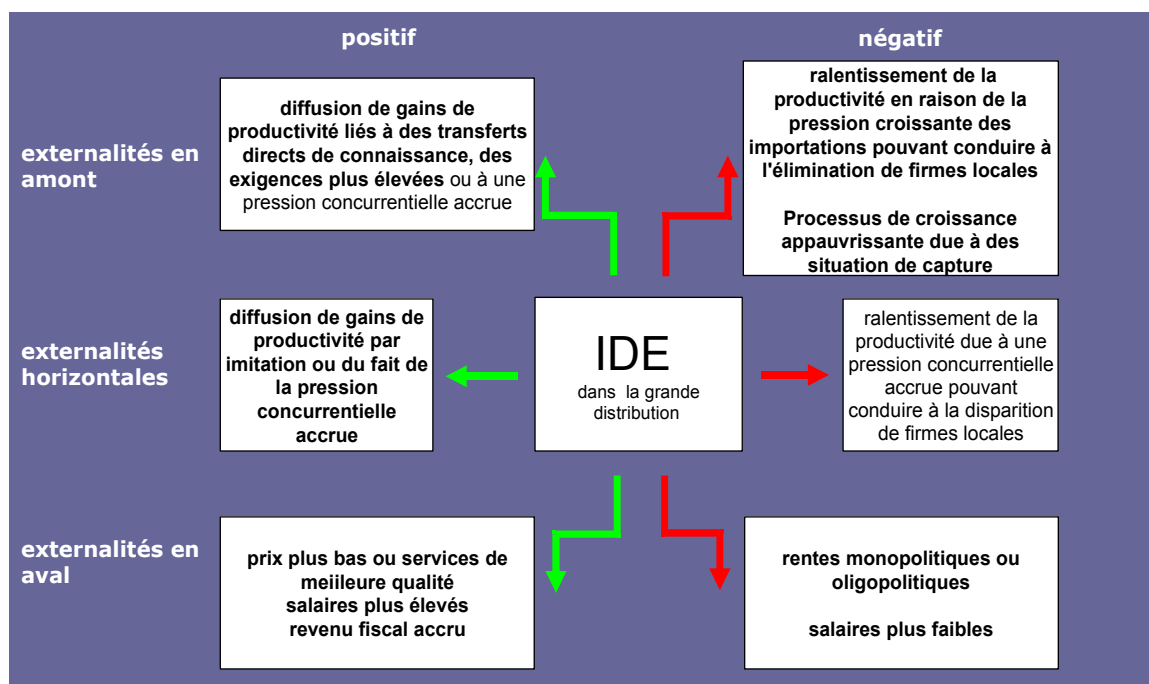 positif
négatif
externalités en
amont
diffusion de gains de
productivité liés à des transferts
directs de connaissance, des
exigences plus élevées ou à une
pression concurrentielle accrue
ralentissement de la
productivité en raison de la
pression croissante des
importations pouvant conduire à
l'élimination de firmes locales
Processus de croissance
appauvrissante due à des
situation de capture
externalités
horizontales
diffusion de gains de
productivité par
imitation ou du fait de
la pression
concurrentielle
accrue
IDE
dans la grande
distribution
ralentissement de la
productivité due à une
pression concurrentielle
accrue pouvant
conduire à la disparition
de firmes locales
externalités en
aval
prix plus bas ou services de
meiileure qualité
salaires plus élevés
revenu fiscal accru
rentes monopolitiques ou
oligopolitiques
salaires plus faibles